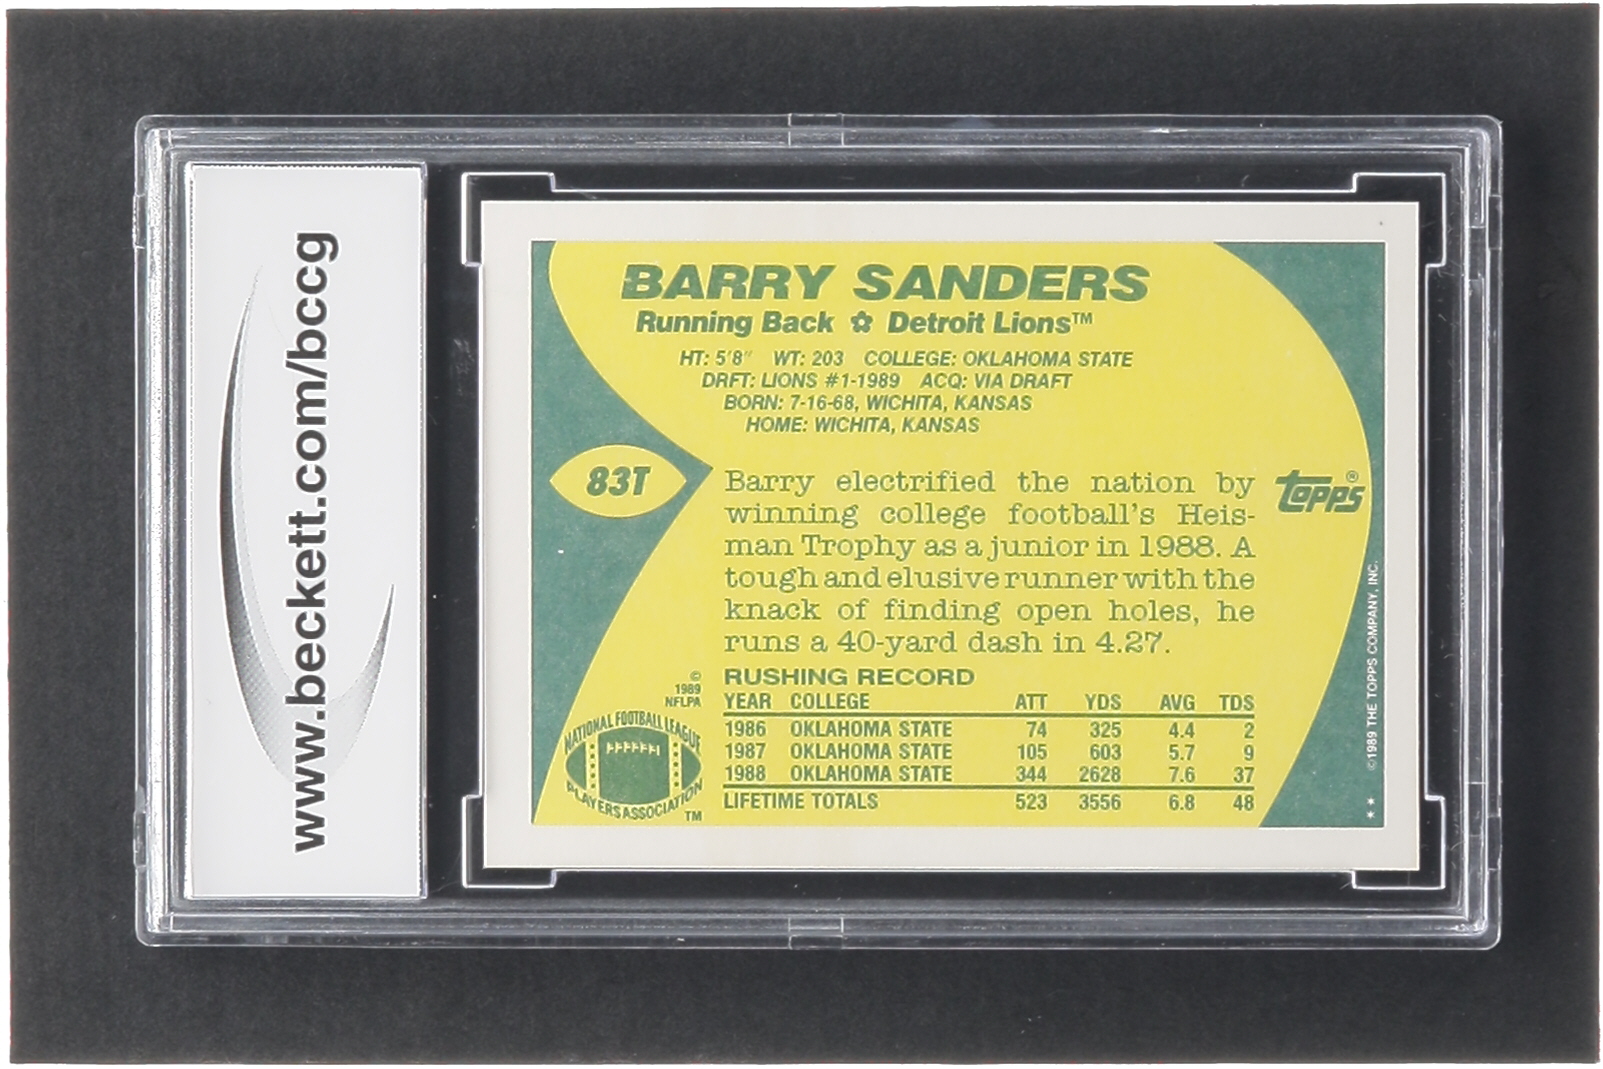 www.beckett.com/bccg
BARRY SANDERS
Running Back ✿ Detroit Lions™
HT: 5'8" WT: 203 COLLEGE: OKLAHOMA STATE
DRFT: LIONS #1-1989 ACQ: VIA DRAFT
BORN: 7-16-68, WICHITA, KANSAS
HOME: WICHITA, KANSAS
83T
Barry electrified the nation by
winning college football's Heis-
man Trophy as a junior in 1988. A
tough and elusive runner with the
knack of finding open holes, he
runs a 40-yard dash in 4.27.
topps®
RUSHING RECORD
YEAR COLLEGE ATT YDS AVG TDS
1986 OKLAHOMA STATE 74 325 4.4 2
1987 OKLAHOMA STATE 105 603 5.7 9
1988 OKLAHOMA STATE 344 2628 7.6 37
LIFETIME TOTALS 523 3556 6.8 48
©
1989
NFLPA
NATIONAL FOOTBALL LEAGUE
PLAYERS ASSOCIATION
TM
©1989 THE TOPPS COMPANY, INC.
**